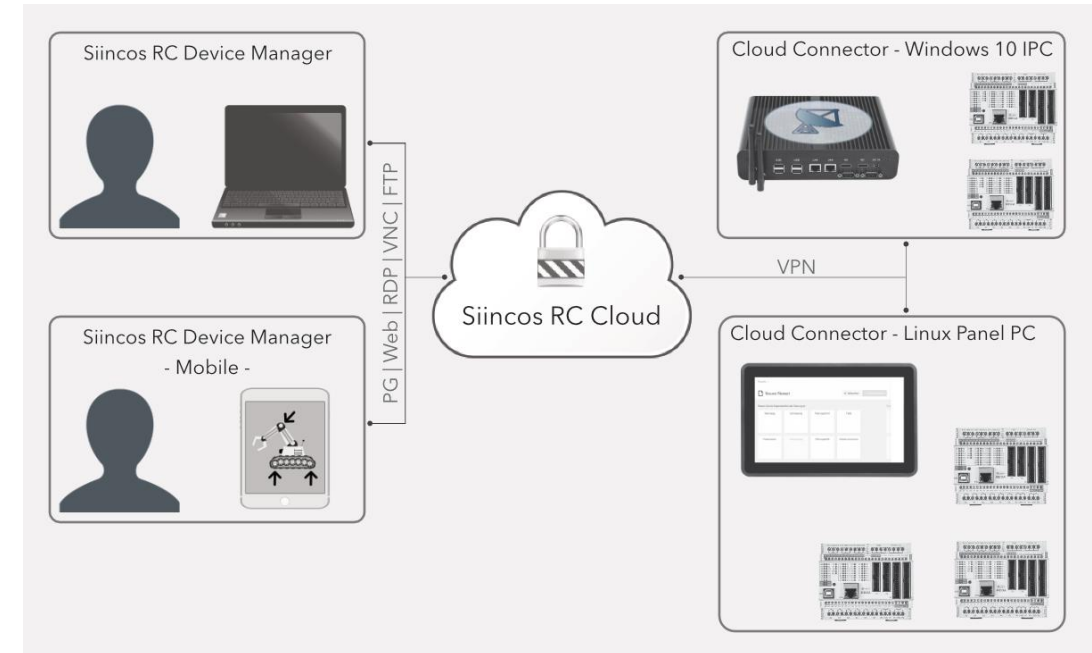 Siincos RC Device Manager
Siincos RC Device Manager
- Mobile -
PG | Web | RDP | VNC | FTP
Siincos RC Cloud
VPN
Cloud Connector - Windows 10 IPC
Cloud Connector - Linux Panel PC